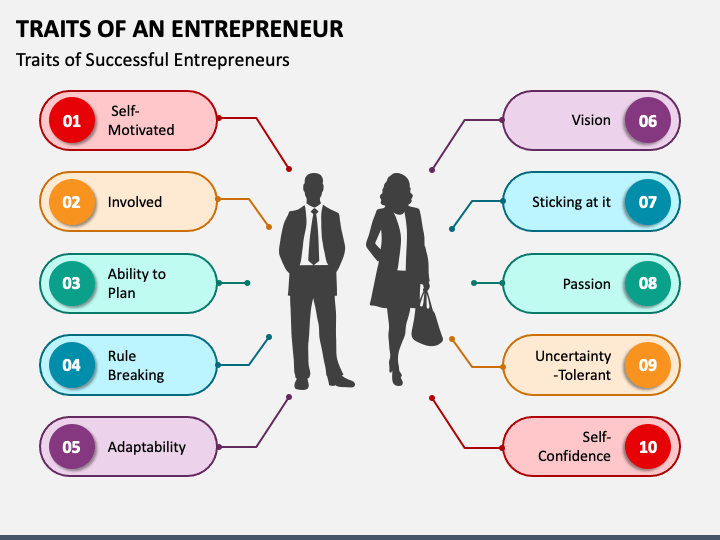 TRAITS OF AN ENTREPRENEUR
Traits of Successful Entrepreneurs
01
Self-
Motivated
02
Involved
03
Ability to
Plan
04
Rule
Breaking
05
Adaptability
Vision
06
Sticking at it
07
Passion
08
Uncertainty
-Tolerant
09
Self-
Confidence
10